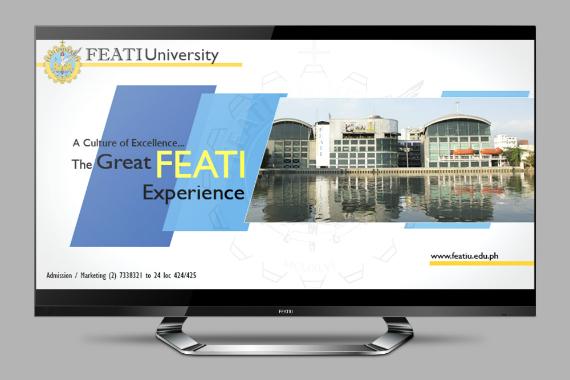 FEATI University
A Culture of Excellence...
The Great FEATI
Experience
www.featiu.edu.ph
Admission / Marketing (2) 7338321 to 24 loc 424/425
FEATI